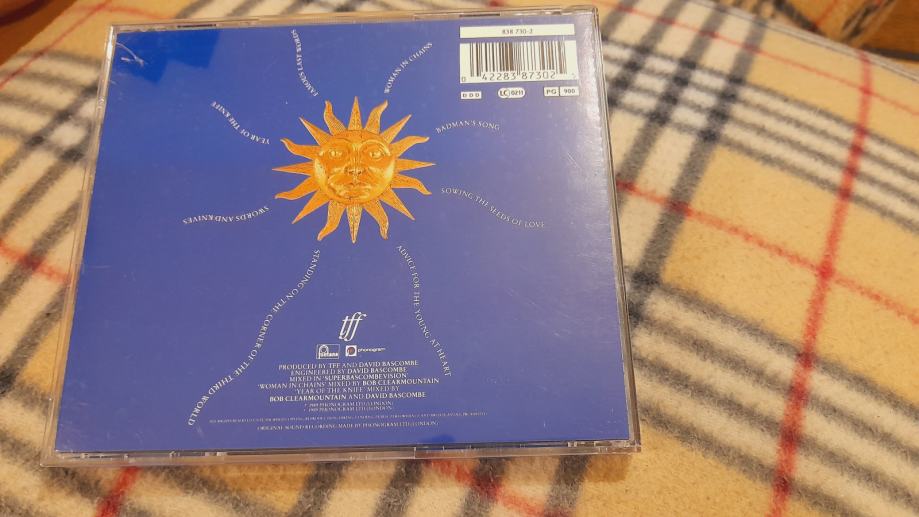 838 730-2
0 42283 87302
DDD LC 0211 PG 900
WOMAN IN CHAINS
BADMAN'S SONG
SOWING THE SEEDS OF LOVE
ADVICE FOR THE YOUNG AT HEART
STANDING ON THE CORNER OF THE THIRD WORLD
SWORDS AND KNIVES
YEAR OF THE KNIFE
FAMOUS LAST WORDS
tff
fontana phonogram
PRODUCED BY TFF AND DAVID BASCOMBE
ENGINEERED BY DAVID BASCOMBE
MIXED IN 'SUPERBASCOMBEVISION'
'WOMAN IN CHAINS' MIXED BY BOB CLEARMOUNTAIN
'YEAR OF THE KNIFE' MIXED BY
BOB CLEARMOUNTAIN AND DAVID BASCOMBE
1989 PHONOGRAM LTD (LONDON)
1989 PHONOGRAM LTD (LONDON)
ORIGINAL SOUND RECORDING MADE BY PHONOGRAM LTD (LONDON)